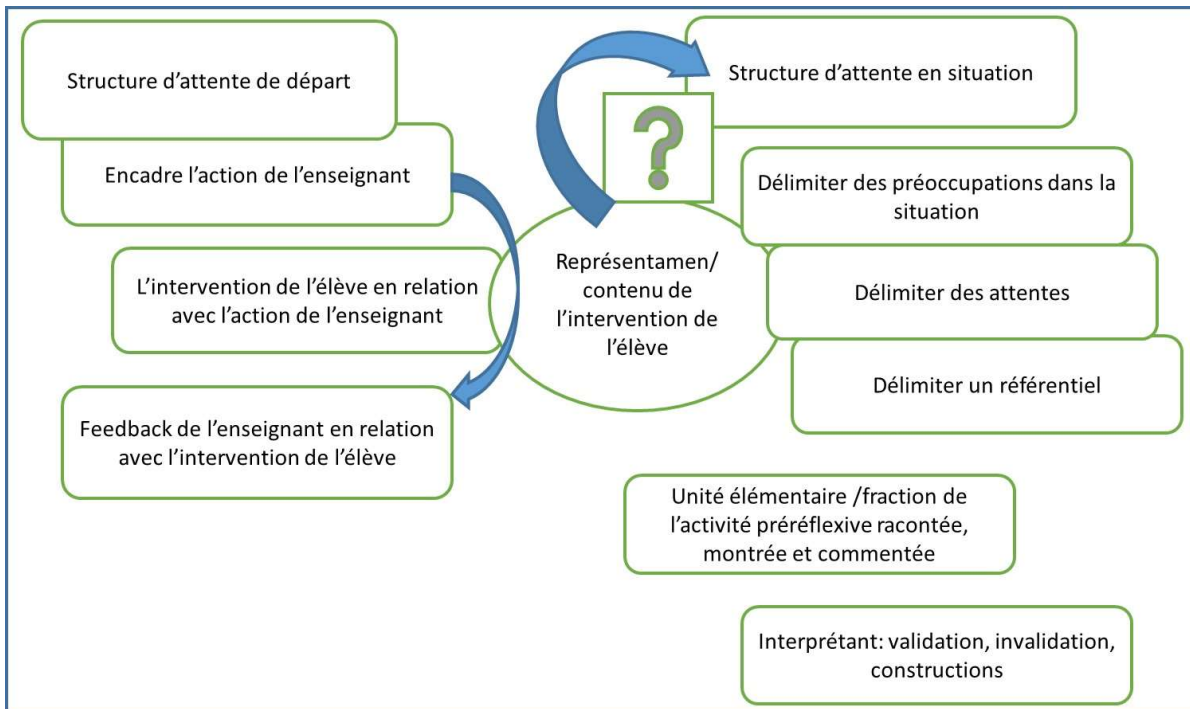 Structure d’attente de départ
Encadre l’action de l’enseignant
L’intervention de l’élève en relation
avec l’action de l’enseignant
Feedback de l’enseignant en relation
avec l’intervention de l’élève
?
Représentamen/
contenu de
l’intervention de
l’élève
Structure d’attente en situation
Délimiter des préoccupations dans la
situation
Délimiter des attentes
Délimiter un référentiel
Unité élémentaire /fraction de
l’activité préréflexive racontée,
montrée et commentée
Interprétant: validation, invalidation,
constructions